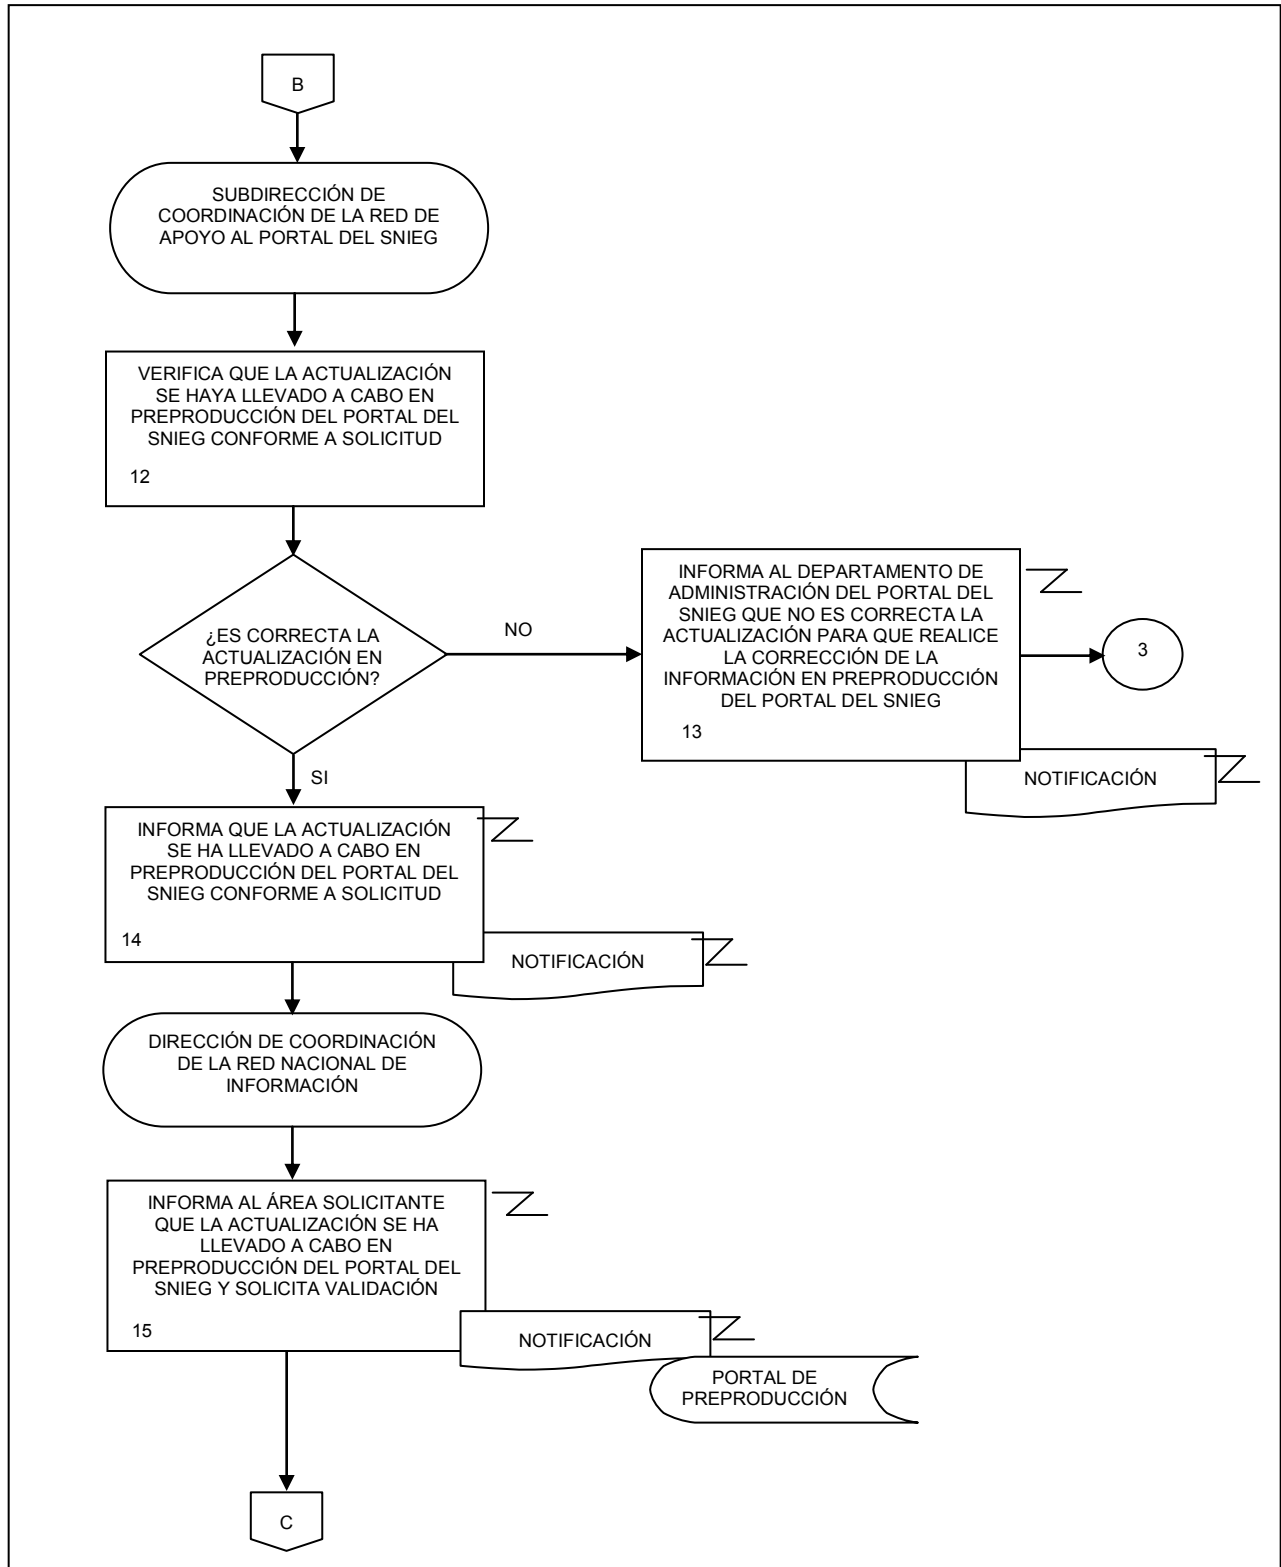 B
SUBDIRECCIÓN DE
COORDINACIÓN DE LA RED DE
APOYO AL PORTAL DEL SNIEG
VERIFICA QUE LA ACTUALIZACIÓN
SE HAYA LLEVADO A CABO EN
PREPRODUCCIÓN DEL PORTAL DEL
SNIEG CONFORME A SOLICITUD
12
¿ES CORRECTA LA
ACTUALIZACIÓN EN
PREPRODUCCIÓN?
NO
INFORMA AL DEPARTAMENTO DE
ADMINISTRACIÓN DEL PORTAL DEL
SNIEG QUE NO ES CORRECTA LA
ACTUALIZACIÓN PARA QUE REALICE
LA CORRECCIÓN DE LA
INFORMACIÓN EN PREPRODUCCIÓN
DEL PORTAL DEL SNIEG
13
3
NOTIFICACIÓN
SI
INFORMA QUE LA ACTUALIZACIÓN
SE HA LLEVADO A CABO EN
PREPRODUCCIÓN DEL PORTAL DEL
SNIEG CONFORME A SOLICITUD
14
NOTIFICACIÓN
DIRECCIÓN DE COORDINACIÓN
DE LA RED NACIONAL DE
INFORMACIÓN
INFORMA AL ÁREA SOLICITANTE
QUE LA ACTUALIZACIÓN SE HA
LLEVADO A CABO EN
PREPRODUCCIÓN DEL PORTAL DEL
SNIEG Y SOLICITA VALIDACIÓN
15
NOTIFICACIÓN
PORTAL DE
PREPRODUCCIÓN
C